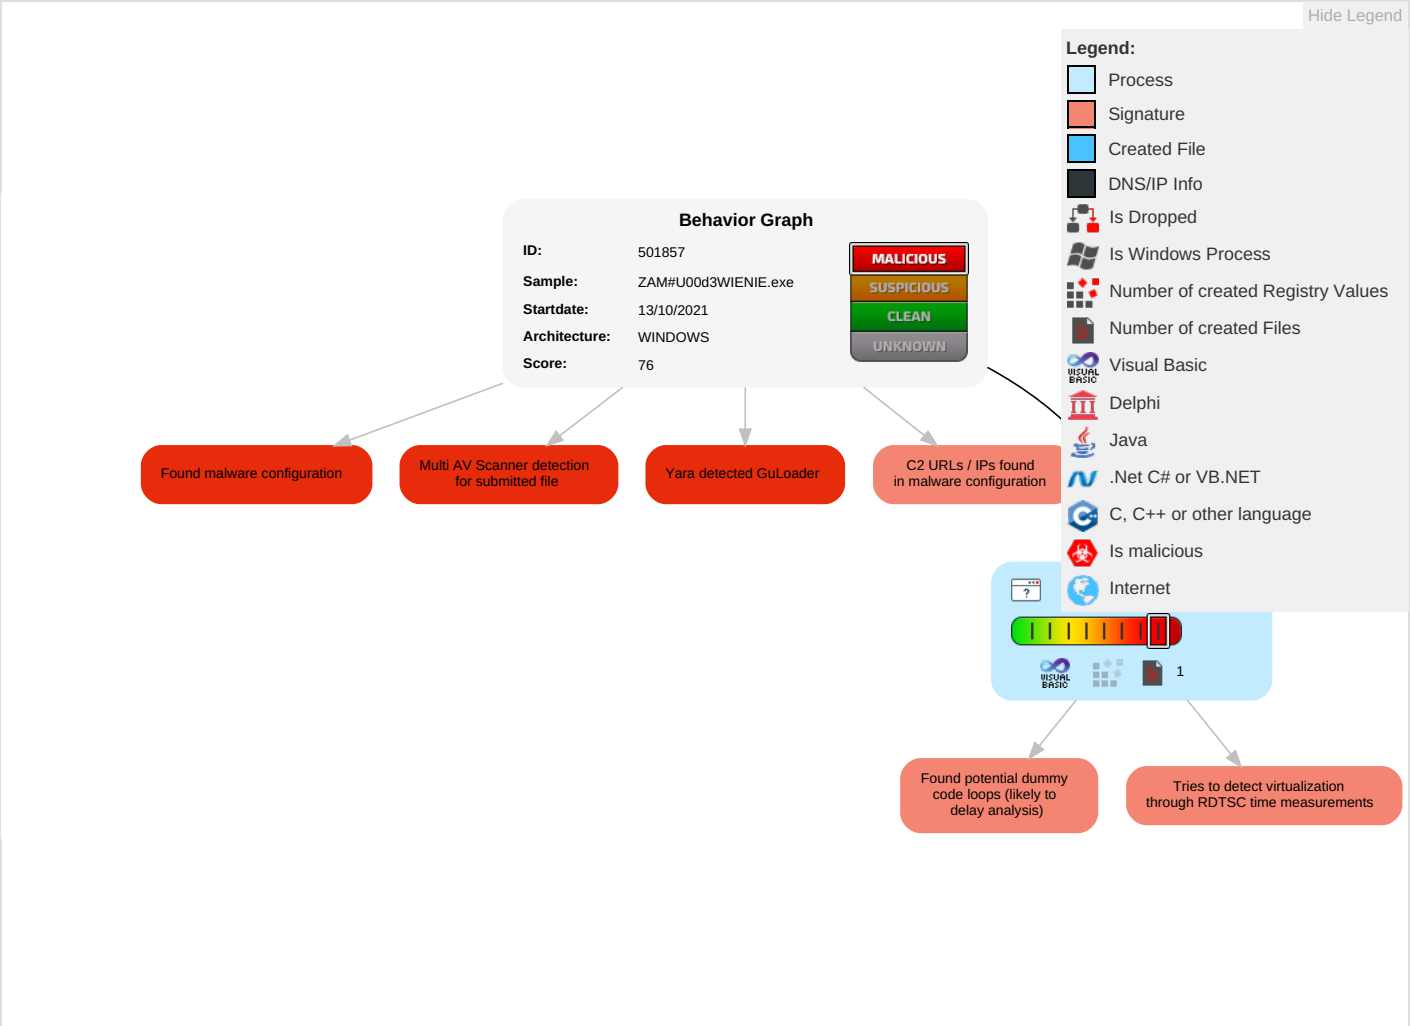 Hide Legend
Legend:
Process
Signature
Created File
DNS/IP Info
Is Dropped
Is Windows Process
Number of created Registry Values
Number of created Files
VISUAL
BASIC
Visual Basic
Delphi
Java
.Net C# or VB.NET
C, C++ or other language
Is malicious
Internet
Behavior Graph
ID: 501857
Sample: ZAM#U00d3WIENIE.exe
Startdate: 13/10/2021
Architecture: WINDOWS
Score: 76
MALICIOUS
SUSPICIOUS
CLEAN
UNKNOWN
Found malware configuration
Multi AV Scanner detection
for submitted file
Yara detected GuLoader
C2 URLs / IPs found
in malware configuration
?
VISUAL
BASIC
1
Found potential dummy
code loops (likely to
delay analysis)
Tries to detect virtualization
through RDTSC time measurements